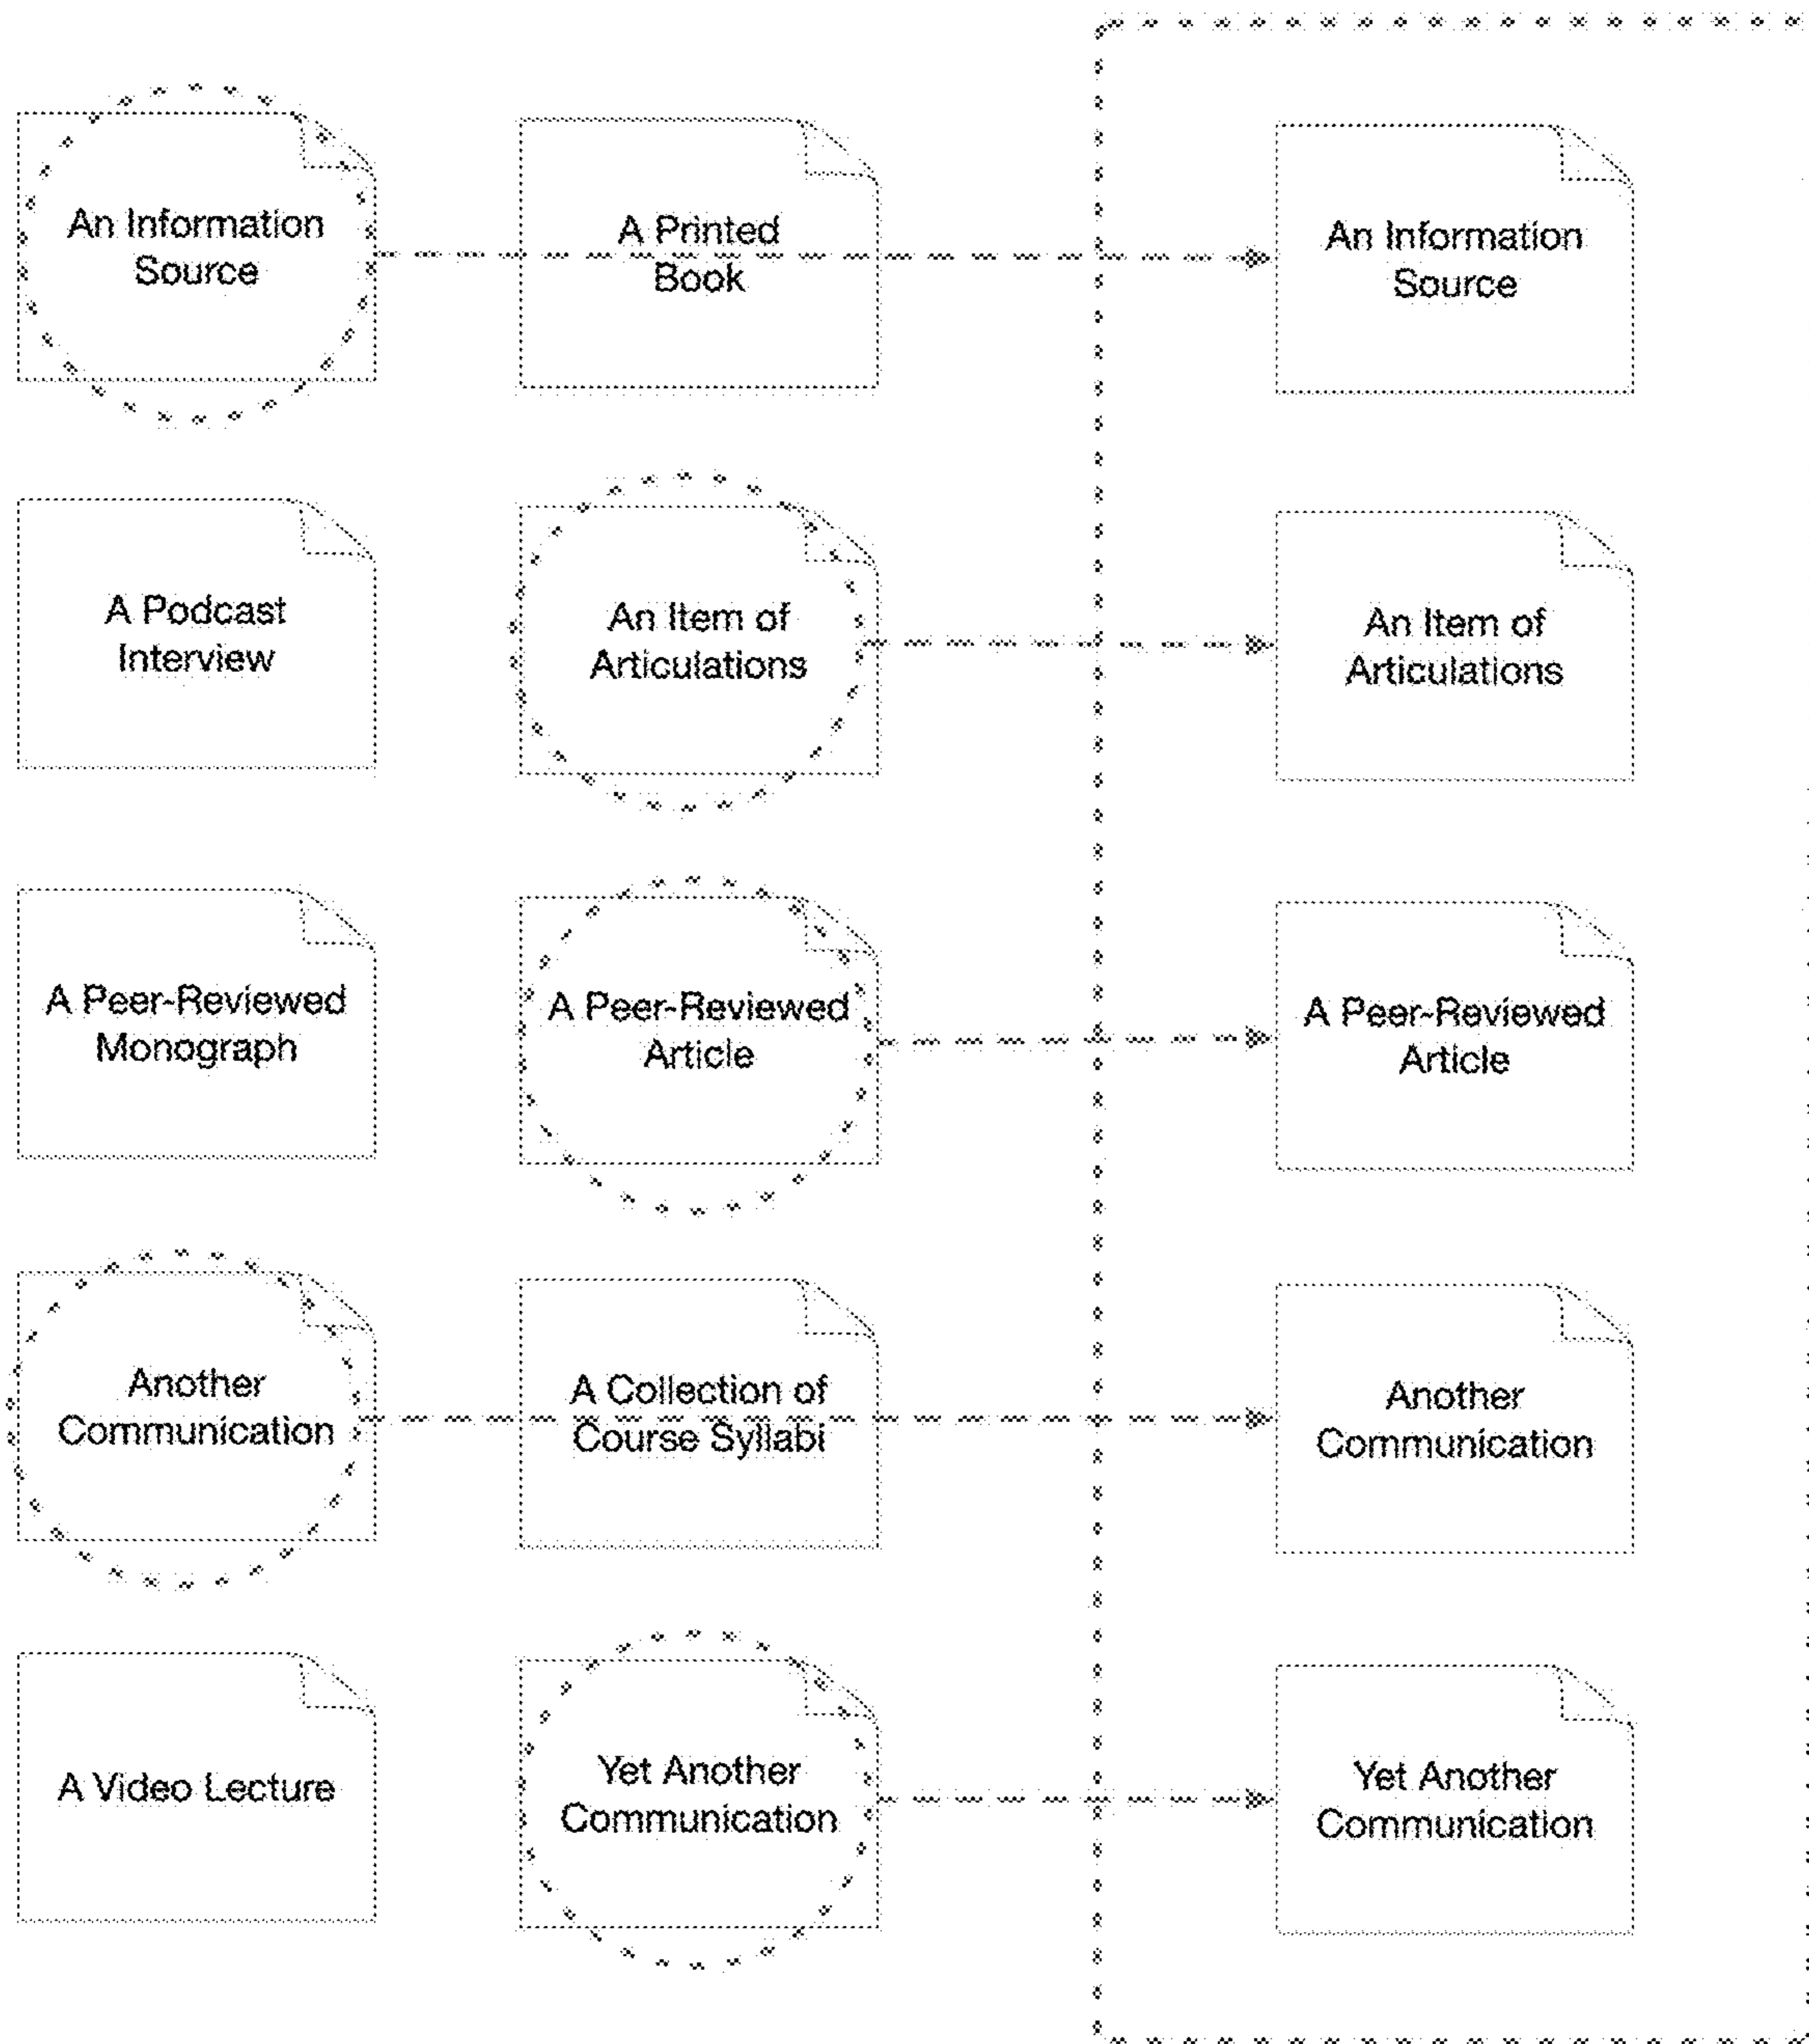 An Information
Source
A Printed
Book
An Information
Source
A Podcast
Interview
An Item of
Articulations
An Item of
Articulations
A Peer-Reviewed
Monograph
A Peer-Reviewed
Article
A Peer-Reviewed
Article
Another
Communication
A Collection of
Course Syllabi
Another
Communication
A Video Lecture
Yet Another
Communication
Yet Another
Communication